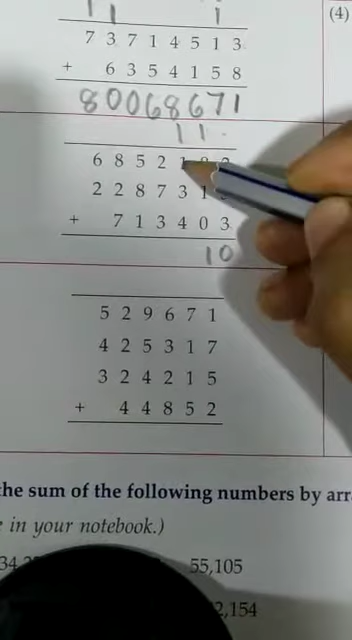 1 1 1
(4)
7 3 7 1 4 5 1 3
+ 6 3 5 4 1 5 8
8 0 0 6 8 6 7 1
1 1
6 8 5 2
2 2 8 7 3 1
+ 7 1 3 4 0 3
1 0
5 2 9 6 7 1
4 2 5 3 1 7
3 2 4 2 1 5
+ 4 4 8 5 2
the sum of the following numbers by arr
in your notebook.)
55,105
2,154